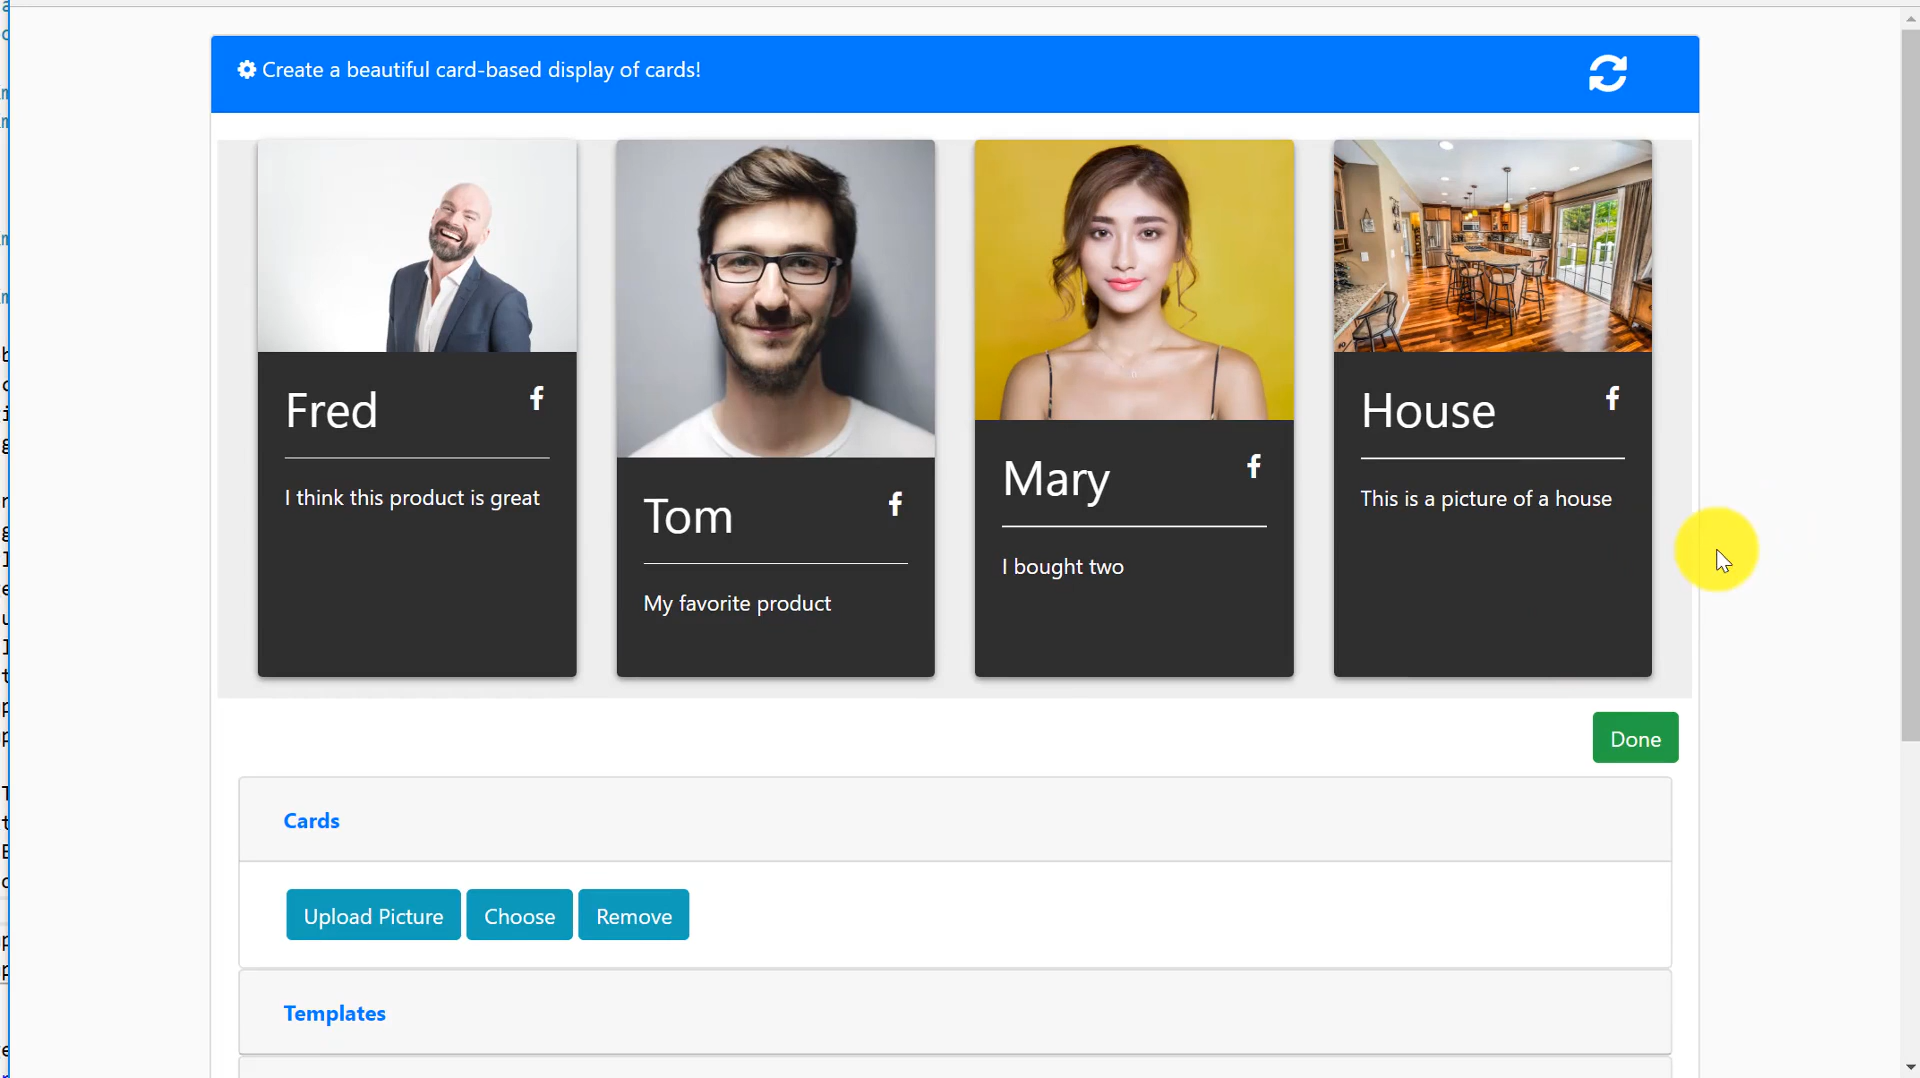 Create a beautiful card-based display of cards!
Fred
I think this product is great
Tom
My favorite product
Mary
I bought two
House
This is a picture of a house
Done
Cards
Upload Picture
Choose
Remove
Templates